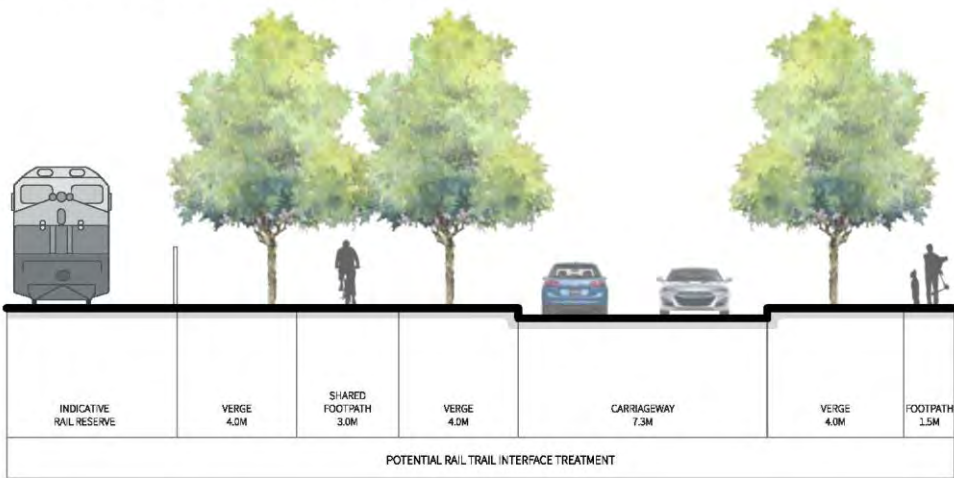 INDICATIVE
RAIL RESERVE
VERGE
4.0M
SHARED
FOOTPATH
3.0M
VERGE
4.0M
CARRIAGEWAY
7.3M
VERGE
4.0M
FOOTPATH
1.5M
POTENTIAL RAIL TRAIL INTERFACE TREATMENT